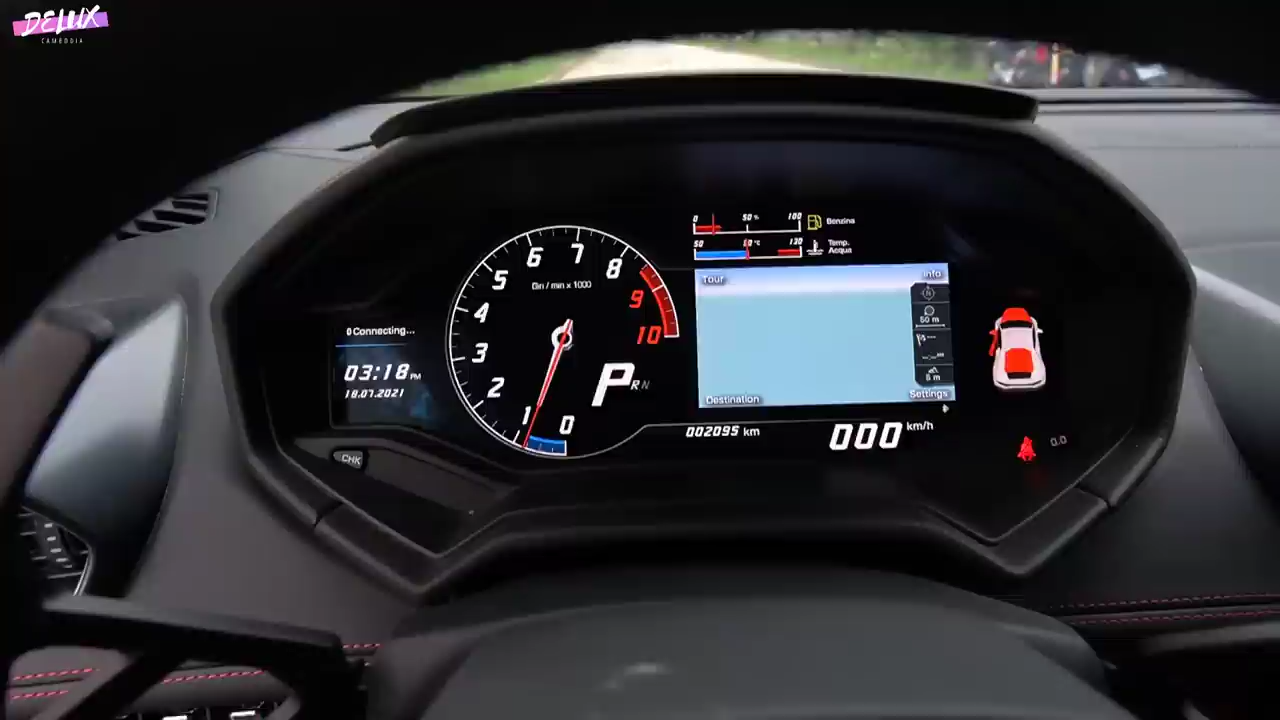 DELUX
CAMBODIA
0 50 % 100 Benzina
50 90 °C 130 Temp. Acqua
Tour Info
N
50 m
5 m
Destination Settings
0 Connecting...
03:18 PM
18.07.2021
0 1 2 3 4 5 6 7 8 9 10
Giri / min x 1000
P R N
002095 km
000 km/h
0.0
CHK